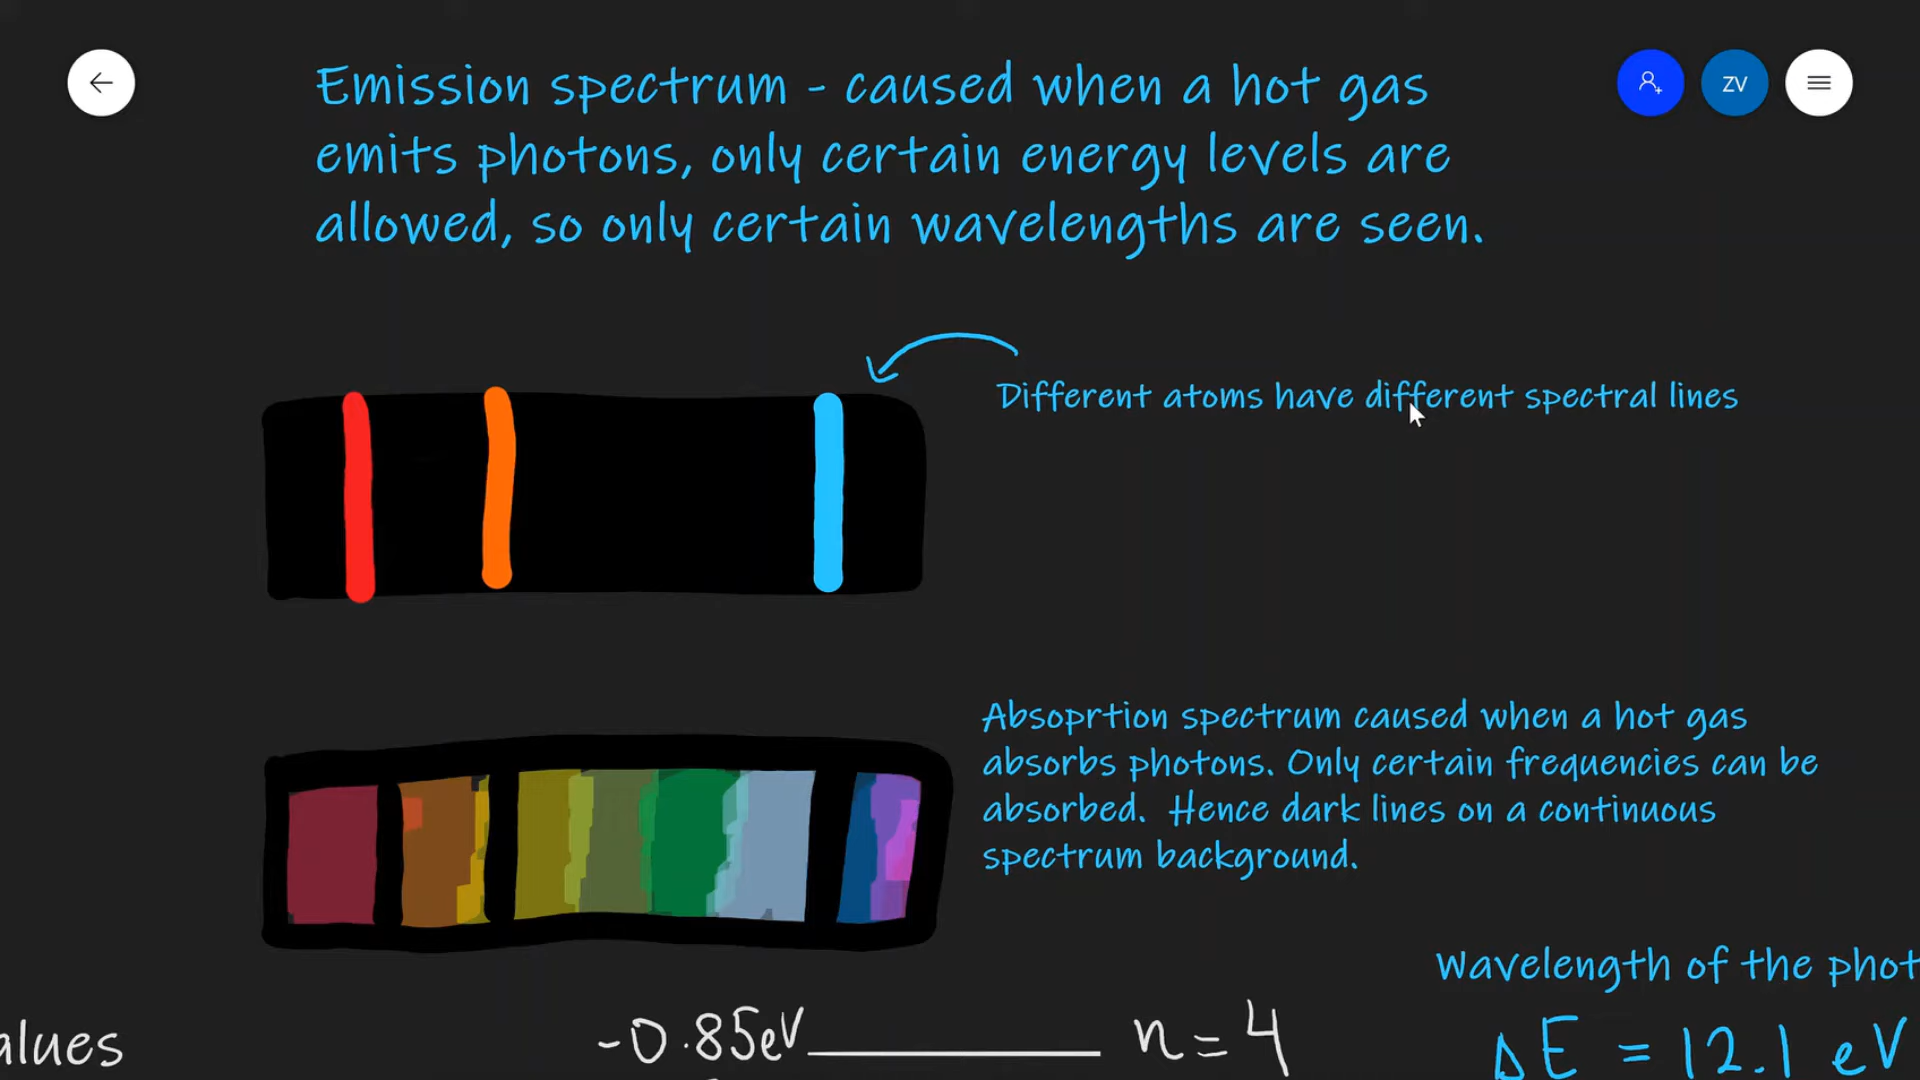 Emission spectrum - caused when a hot gas
emits photons, only certain energy levels are
allowed, so only certain wavelengths are seen.
ZV
Different atoms have different spectral lines
Absoprtion spectrum caused when a hot gas
absorbs photons. Only certain frequencies can be
absorbed. Hence dark lines on a continuous
spectrum background.
Wavelength of the phot
alues
-0.85eV
n=4
ΔE = 12.1 eV